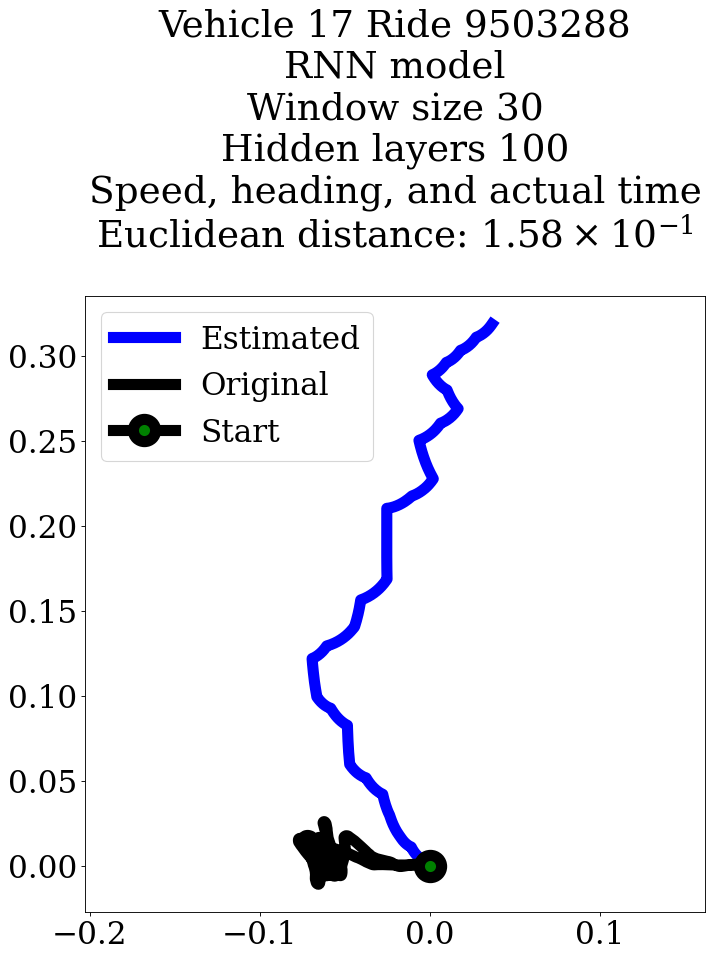 Vehicle 17 Ride 9503288
RNN model
Window size 30
Hidden layers 100
Speed, heading, and actual time
Euclidean distance: 1.58 × 10⁻¹
Estimated
Original
Start
0.30
0.25
0.20
0.15
0.10
0.05
0.00
−0.2 −0.1 0.0 0.1